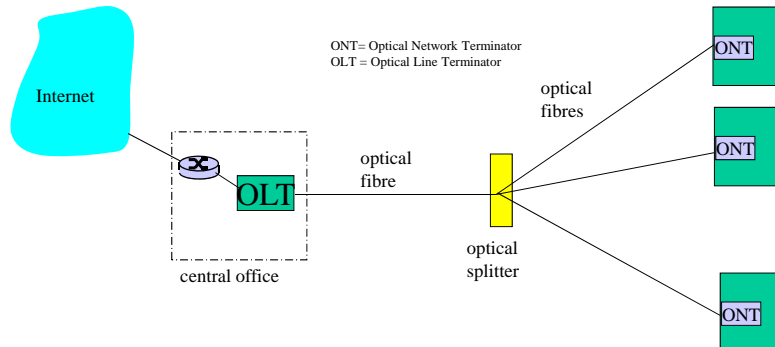 ONT= Optical Network Terminator
OLT = Optical Line Terminator
ONT
Internet
optical
fibres
ONT
optical
fibre
OLT
optical
splitter
central office
ONT